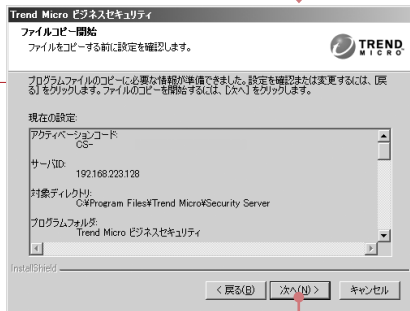 Trend Micro ビジネスセキュリティ
ファイルコピー開始
ファイルをコピーする前に設定を確認します。
TREND
MICRO
プログラムファイルのコピーに必要な情報が準備できました。設定を確認または変更するには、[戻
る]をクリックします。ファイルのコピーを開始するには、[次へ]をクリックします。
現在の設定:
アクティベーションコード:
CS-
サーバID:
192.168.223.128
対象ディレクトリ:
C:¥Program Files¥Trend Micro¥Security Server
プログラムフォルダ:
Trend Micro ビジネスセキュリティ
InstallShield
< 戻る(B)
次へ(N) >
キャンセル